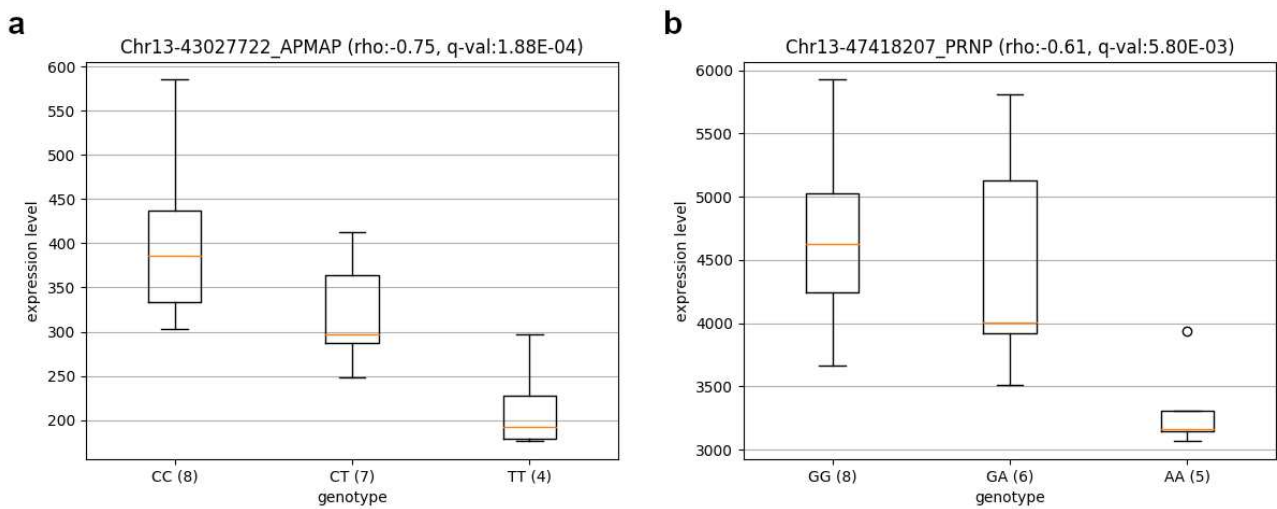 a
Chr13-43027722_APMAP (rho:-0.75, q-val:1.88E-04)
600
550
500
450
400
350
300
250
200
expression level
CC (8)
CT (7)
TT (4)
genotype
b
Chr13-47418207_PRNP (rho:-0.61, q-val:5.80E-03)
6000
5500
5000
4500
4000
3500
3000
expression level
GG (8)
GA (6)
AA (5)
genotype